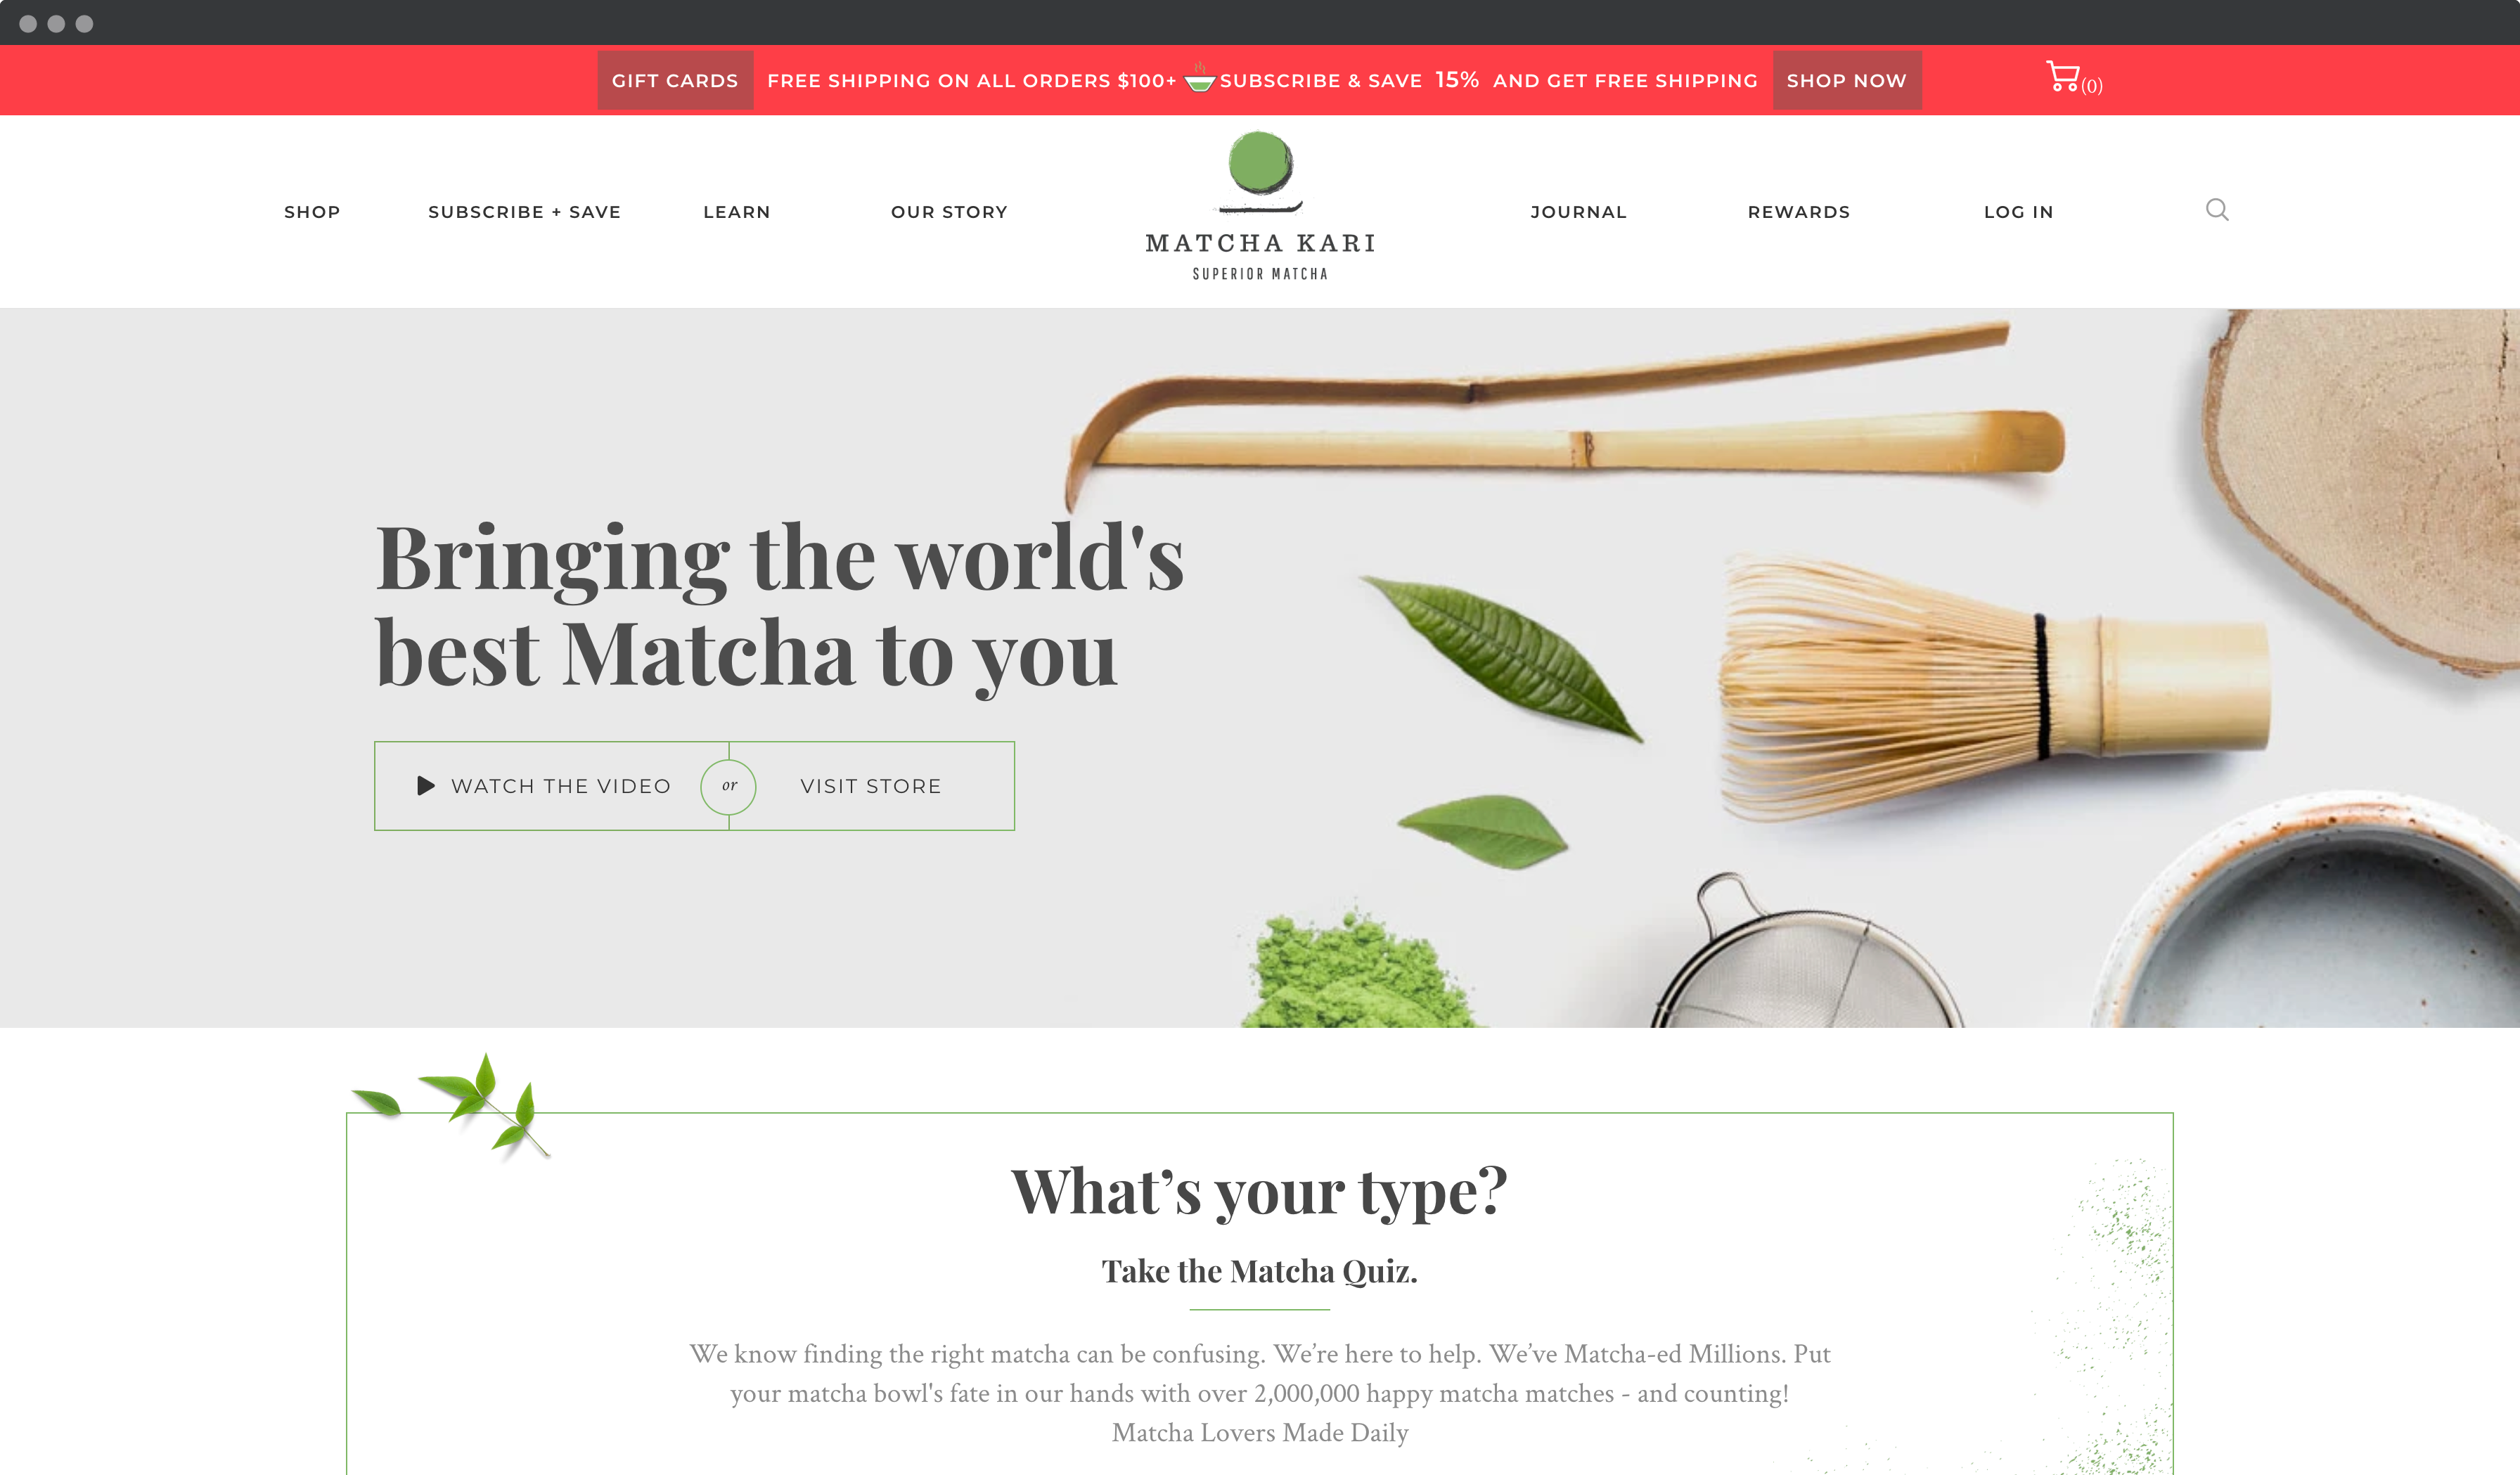 GIFT CARDS FREE SHIPPING ON ALL ORDERS $100+ SUBSCRIBE & SAVE 15% AND GET FREE SHIPPING SHOP NOW (0)
SHOP SUBSCRIBE + SAVE LEARN OUR STORY JOURNAL REWARDS LOG IN
MATCHA KARI
SUPERIOR MATCHA
Bringing the world's
best Matcha to you
WATCH THE VIDEO or VISIT STORE
What’s your type?
Take the Matcha Quiz.
We know finding the right matcha can be confusing. We’re here to help. We’ve Matcha-ed Millions. Put
your matcha bowl's fate in our hands with over 2,000,000 happy matcha matches - and counting!
Matcha Lovers Made Daily